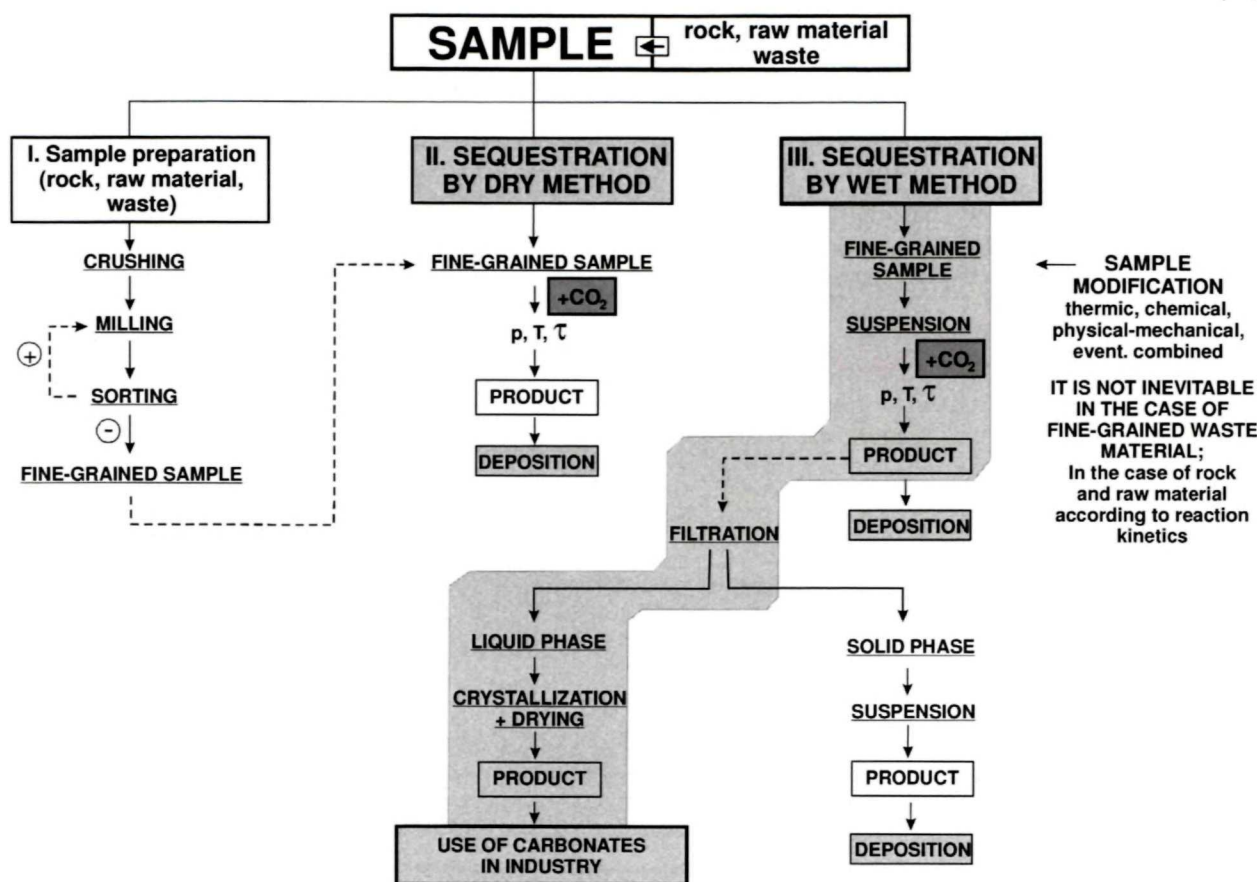 SAMPLE
rock, raw material
waste
I. Sample preparation
(rock, raw material,
waste)
CRUSHING
MILLING
+
SORTING
-
FINE-GRAINED SAMPLE
II. SEQUESTRATION
BY DRY METHOD
FINE-GRAINED SAMPLE
+CO₂
p, T, τ
PRODUCT
DEPOSITION
III. SEQUESTRATION
BY WET METHOD
FINE-GRAINED
SAMPLE
SUSPENSION
+CO₂
p, T, τ
PRODUCT
DEPOSITION
SAMPLE
MODIFICATION
thermic, chemical,
physical-mechanical,
event. combined
IT IS NOT INEVITABLE
IN THE CASE OF
FINE-GRAINED WASTE
MATERIAL;
In the case of rock
and raw material
according to reaction
kinetics
FILTRATION
LIQUID PHASE
CRYSTALLIZATION
+ DRYING
PRODUCT
USE OF CARBONATES
IN INDUSTRY
SOLID PHASE
SUSPENSION
PRODUCT
DEPOSITION